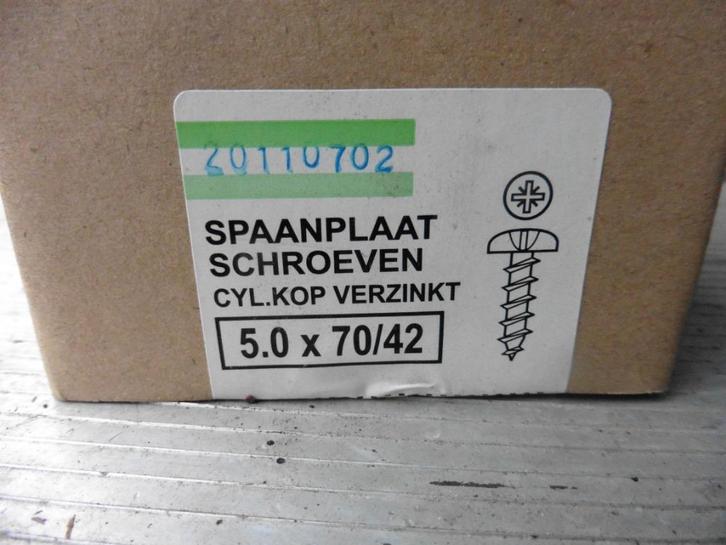 20110702
SPAANPLAAT
SCHROEVEN
CYL.KOP VERZINKT
5.0 x 70/42